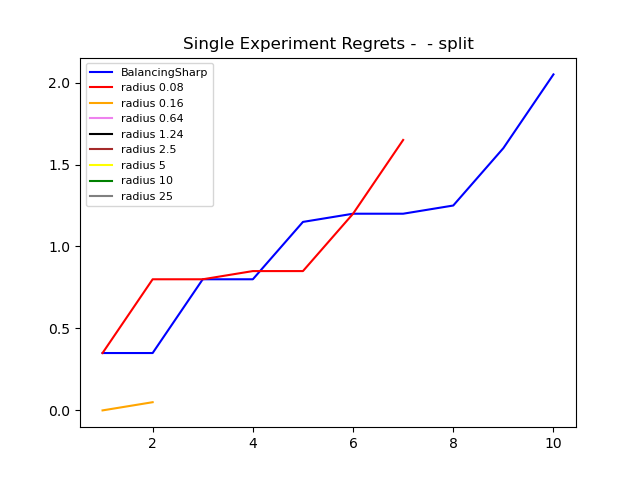 Single Experiment Regrets -  - split
BalancingSharp
radius 0.08
radius 0.16
radius 0.64
radius 1.24
radius 2.5
radius 5
radius 10
radius 25
2.0
1.5
1.0
0.5
0.0
2 4 6 8 10